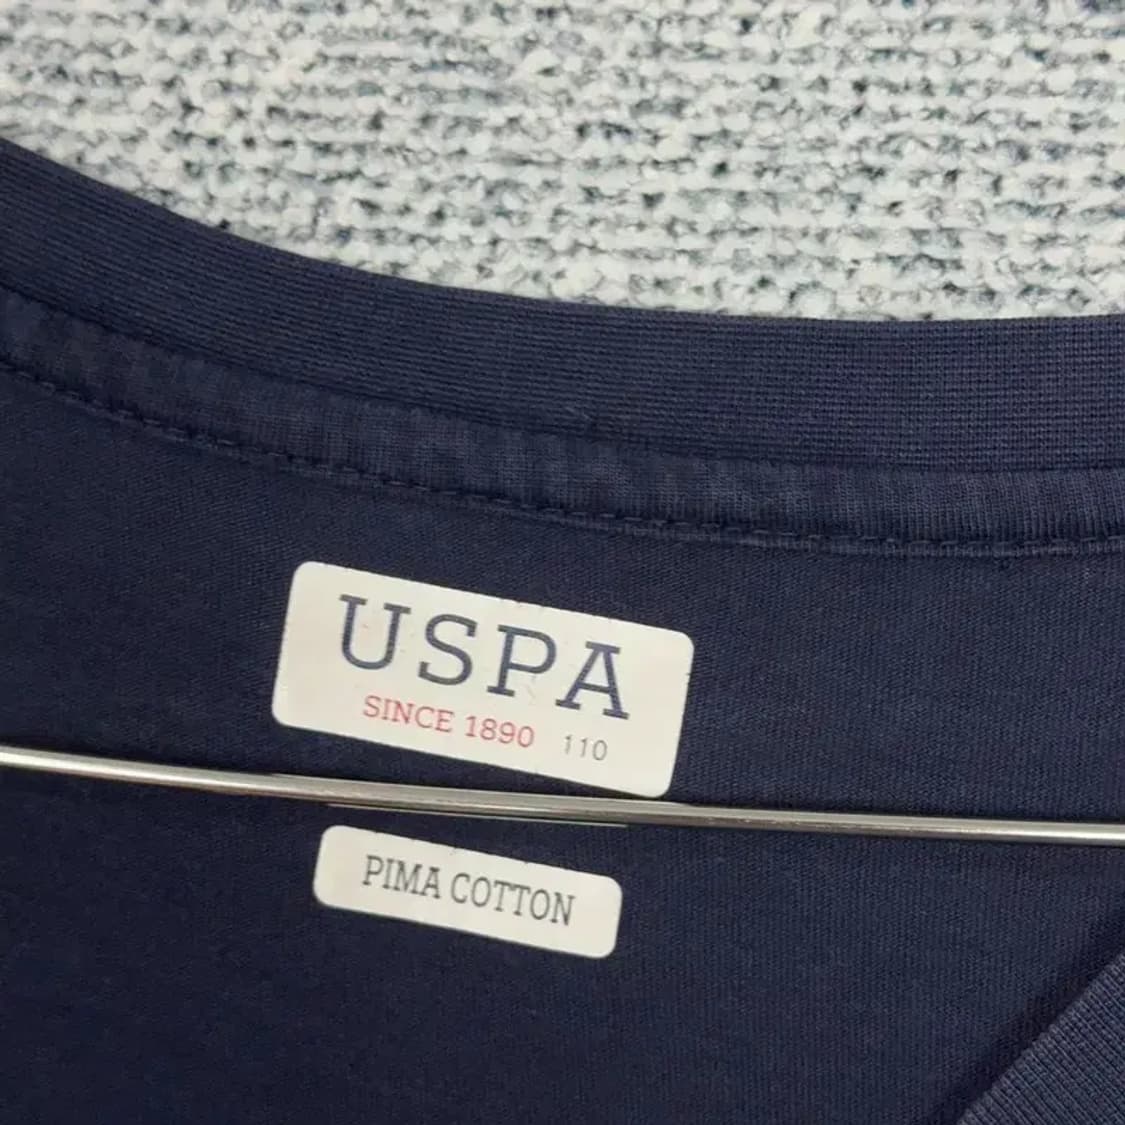 USPA
SINCE 1890 110
PIMA COTTON